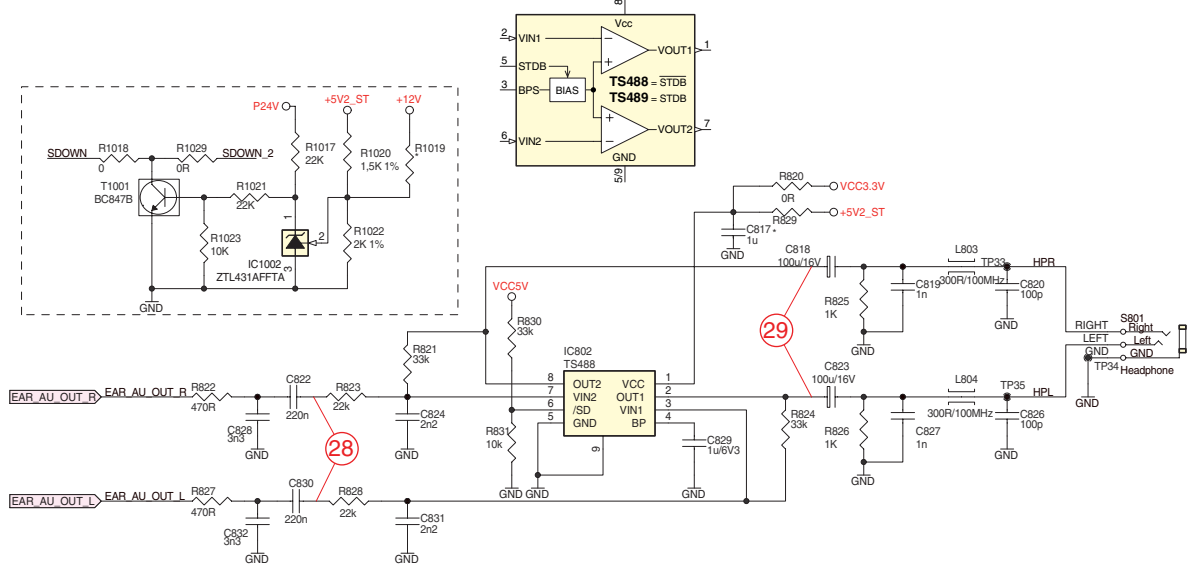 8
Vcc
2 VIN1
VOUT1 1
5 STDB
3 BPS
BIAS
TS488 = STDB
TS489 = STDB
6 VIN2
VOUT2 7
GND
5/9
P24V
+5V2_ST
+12V
SDOWN
R1018
0
R1029
0R
SDOWN_2
R1017
22K
R1020
1,5K 1%
R1019
*
T1001
BC847B
R1021
22K
R1023
10K
1
2
3
IC1002
ZTL431AFFTA
R1022
2K 1%
GND
R820
0R
VCC3.3V
R829
+5V2_ST
C817*
1u
GND
C818
100u/16V
L803
300R/100MHz
TP33
HPR
C819
1n
C820
100p
R825
1K
GND
GND
S801
RIGHT
Right
LEFT
Left
GND
GND
TP34
Headphone
GND
VCC5V
R830
33k
R821
33k
IC802
TS488
8 OUT2
7 VIN2
6 /SD
5 GND
VCC 1
OUT1 2
VIN1 3
BP 4
9
29
C823
100u/16V
L804
300R/100MHz
TP35
HPL
R824
33k
R826
1K
C827
1n
C826
100p
GND
GND
EAR_AU_OUT_R
EAR_AU_OUT_R
R822
470R
C822
220n
R823
22k
C828
3n3
GND
C824
2n2
GND
R831
10k
GND
GND
C829
1u/6V3
GND
28
EAR_AU_OUT_L
EAR_AU_OUT_L
R827
470R
C830
220n
R828
22k
C832
3n3
GND
C831
2n2
GND